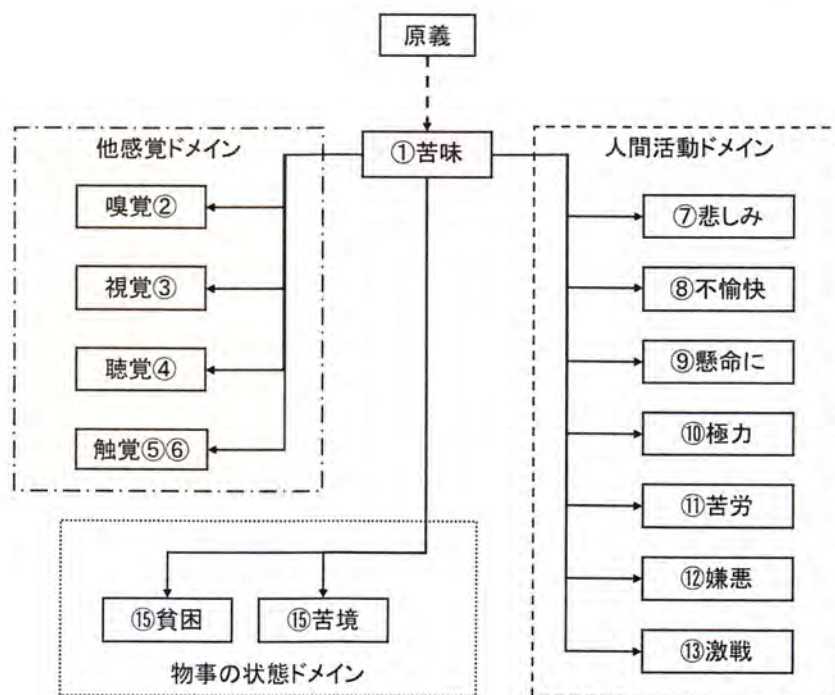 原義
①苦味
他感覚ドメイン
嗅覚②
視覚③
聴覚④
触覚⑤⑥
人間活動ドメイン
⑦悲しみ
⑧不愉快
⑨懸命に
⑩極力
⑪苦労
⑫嫌悪
⑬激戦
⑮貧困
⑮苦境
物事の状態ドメイン